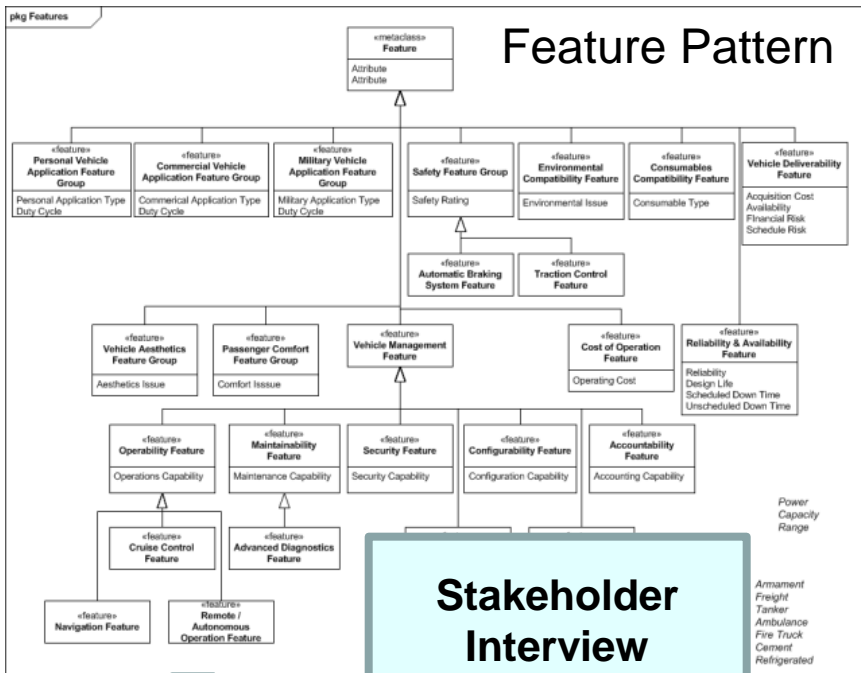 pkg Features
Feature Pattern
«metaclass»
Feature
Attribute
Attribute
«feature»
Personal Vehicle
Application Feature
Group
Personal Application Type
Duty Cycle
«feature»
Commercial Vehicle
Application Feature Group
Commerical Application Type
Duty Cycle
«feature»
Military Vehicle
Application Feature
Group
Military Application Type
Duty Cycle
«feature»
Safety Feature Group
Safety Rating
«feature»
Environmental
Compatibility Feature
Environmental Issue
«feature»
Consumables
Compatibility Feature
Consumable Type
«feature»
Vehicle Deliverability
Feature
Acquisition Cost
Availability
FInancial Risk
Schedule Risk
«feature»
Automatic Braking
System Feature
«feature»
Traction Control
Feature
«feature»
Vehicle Aesthetics
Feature Group
Aesthetics Issue
«feature»
Passenger Comfort
Feature Group
Comfort Isssue
«feature»
Vehicle Management
Feature
«feature»
Cost of Operation
Feature
Operating Cost
«feature»
Reliability & Availability
Feature
Reliability
Design Life
Scheduled Down Time
Unscheduled Down Time
«feature»
Operability Feature
Operations Capability
«feature»
Maintainability
Feature
Maintenance Capability
«feature»
Security Feature
Security Capability
«feature»
Configurability Feature
Configuration Capability
«feature»
Accountability
Feature
Accounting Capability
Power
Capacity
Range
«feature»
Cruise Control
Feature
«feature»
Advanced Diagnostics
Feature
«feature»
Navigation Feature
«feature»
Remote /
Autonomous
Operation Feature
Stakeholder
Interview
Armament
Freight
Tanker
Ambulance
Fire Truck
Cement
Refrigerated